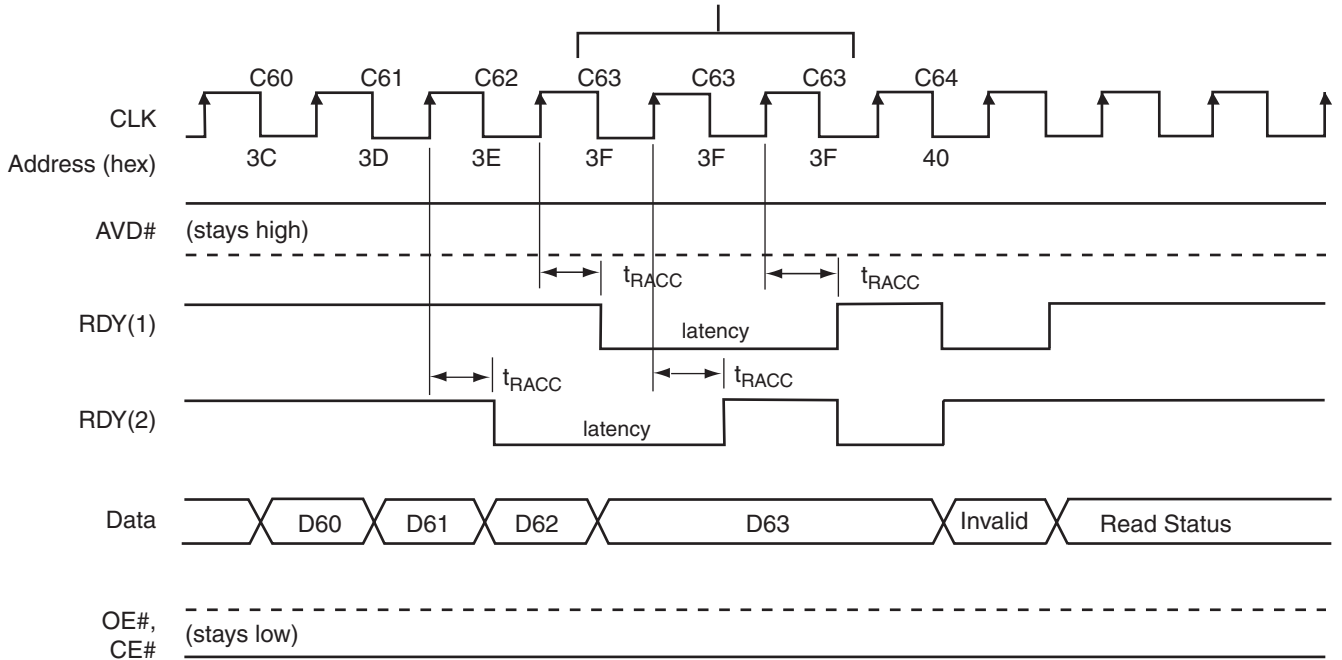 C60 C61 C62 C63 C63 C63 C64
CLK
Address (hex) 3C 3D 3E 3F 3F 3F 40
AVD# (stays high)
tRACC tRACC
RDY(1) latency
tRACC tRACC
RDY(2) latency
Data D60 D61 D62 D63 Invalid Read Status
OE#,
CE# (stays low)